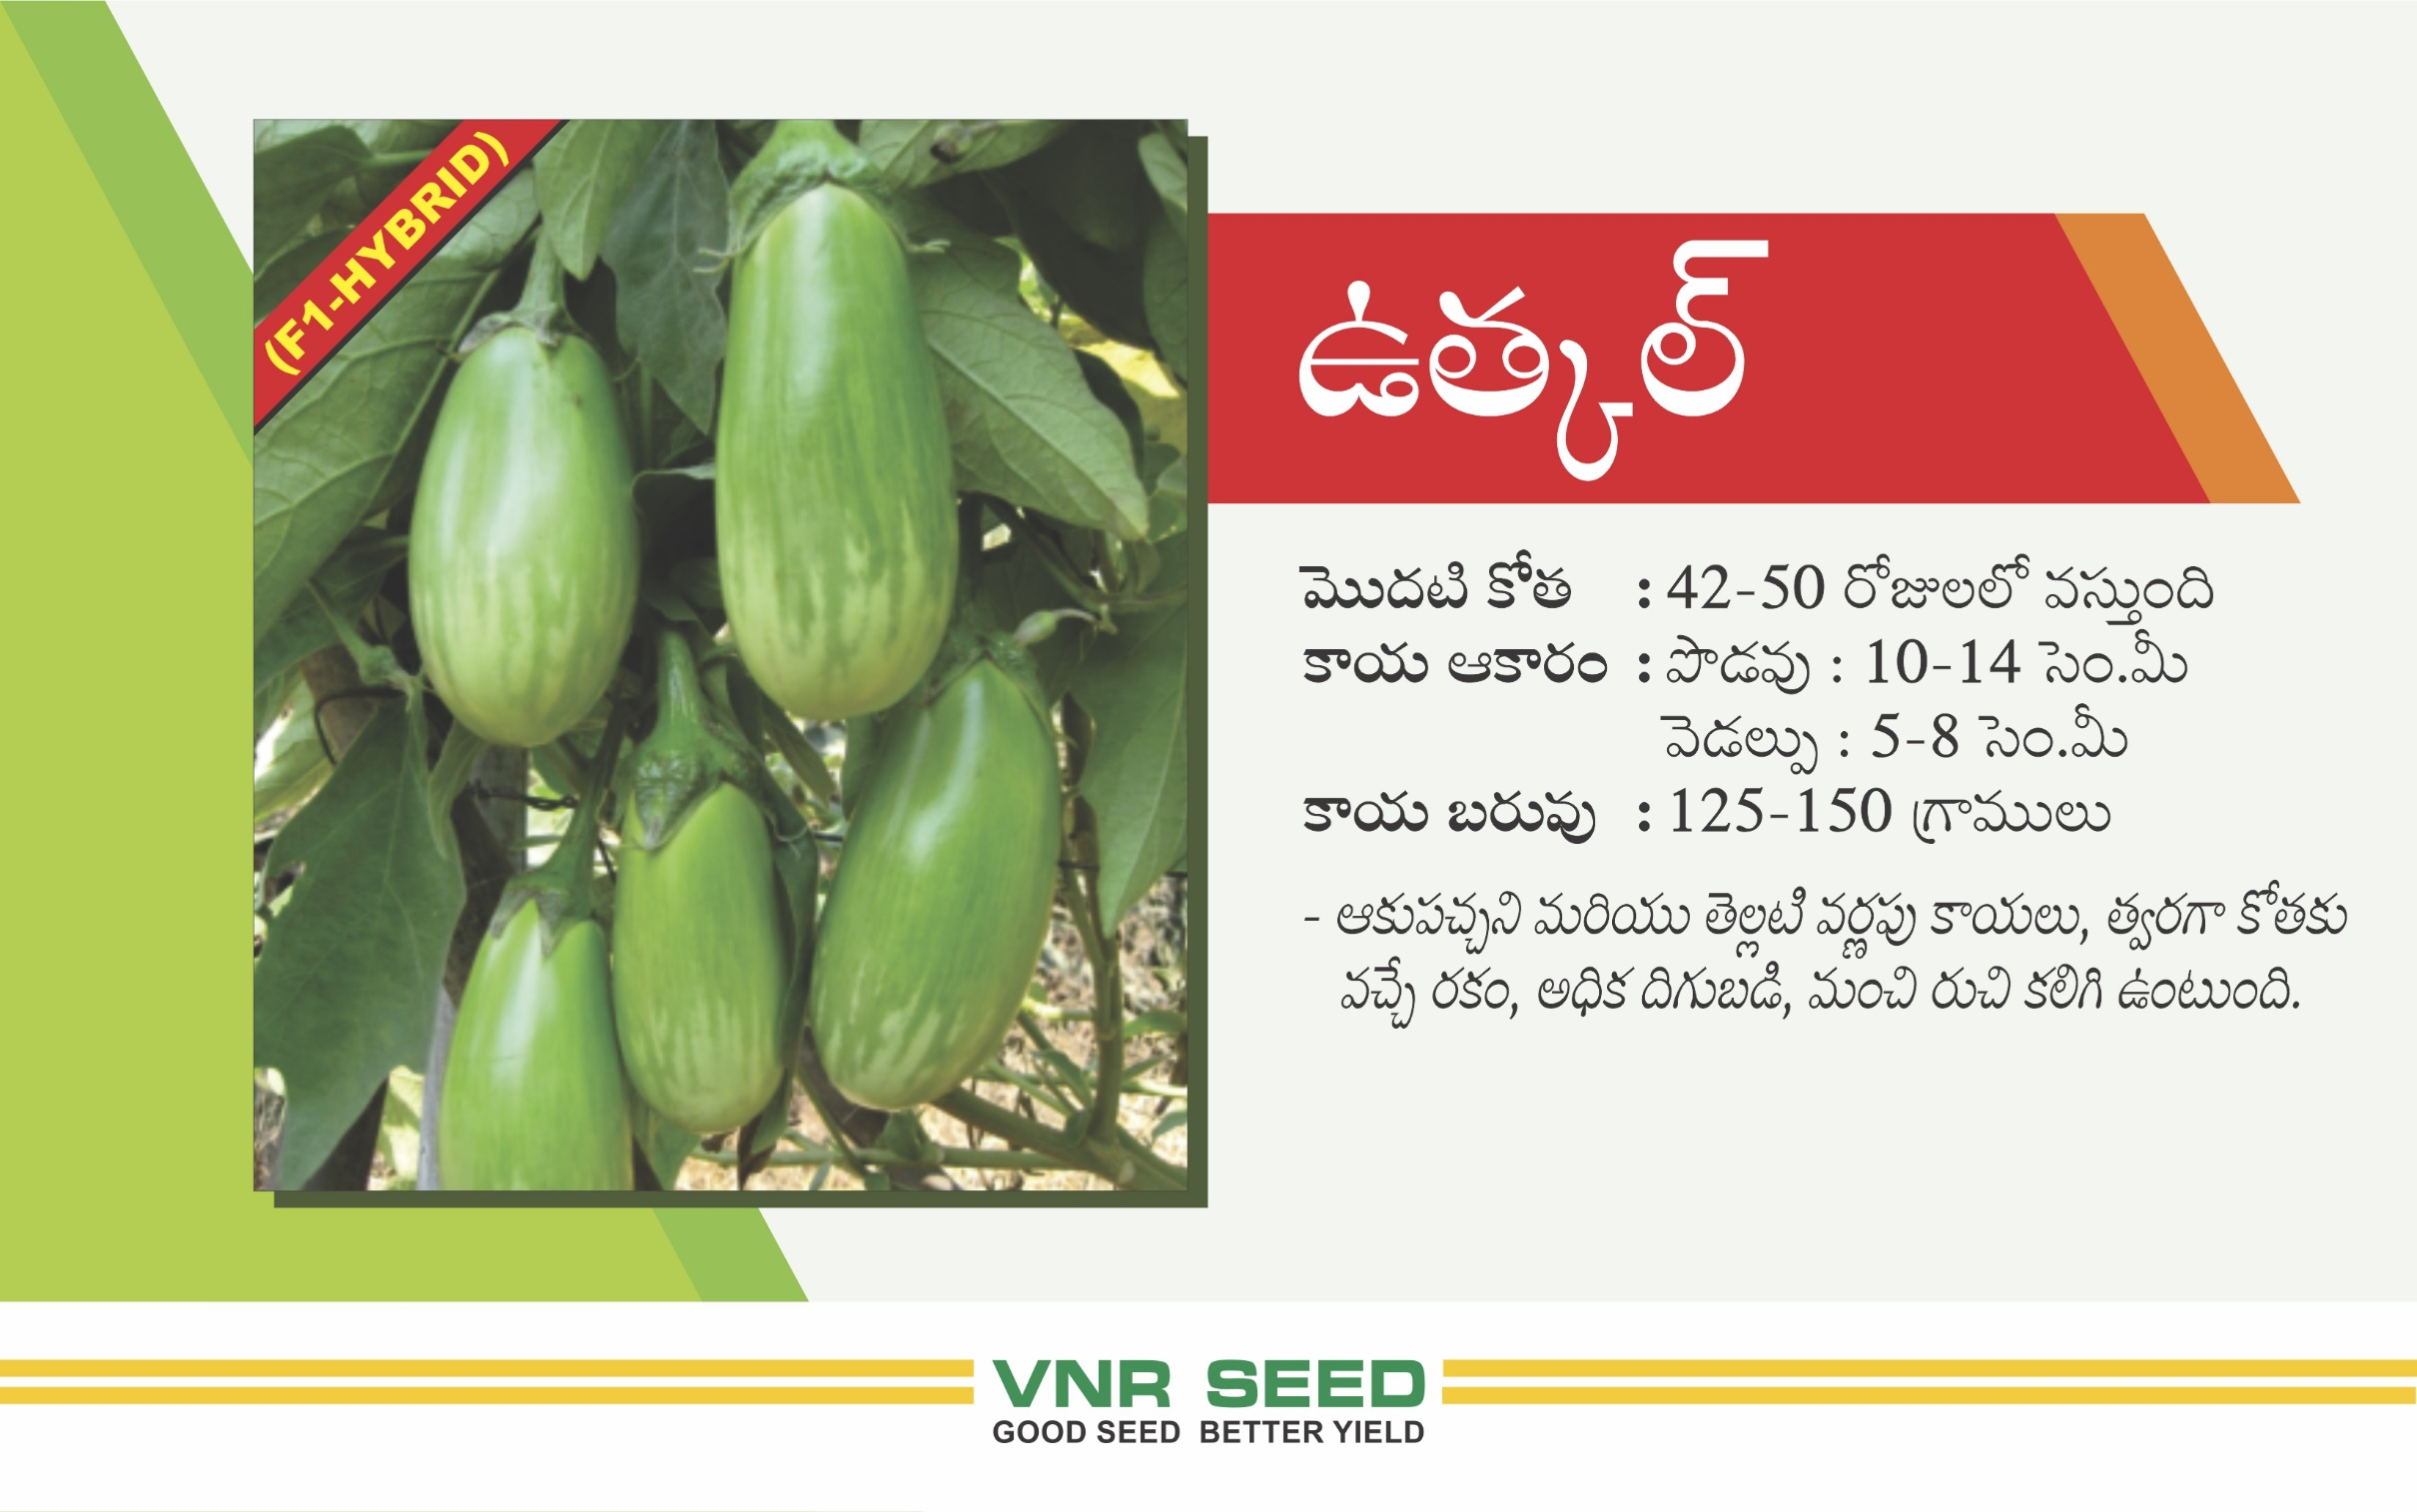 (F1-HYBRID)
ఉత్కల్
మొదటి కోత : 42-50 రోజులలో వస్తుంది
కాయ ఆకారం : పొడవు : 10-14 సెం.మీ
వెడల్పు : 5-8 సెం.మీ
కాయ బరువు : 125-150 గ్రాములు
- ఆకుపచ్చని మరియు తెల్లటి వర్ణపు కాయలు, త్వరగా కోతకు
వచ్చే రకం, అధిక దిగుబడి, మంచి రుచి కలిగి ఉంటుంది.
VNR SEED
GOOD SEED BETTER YIELD